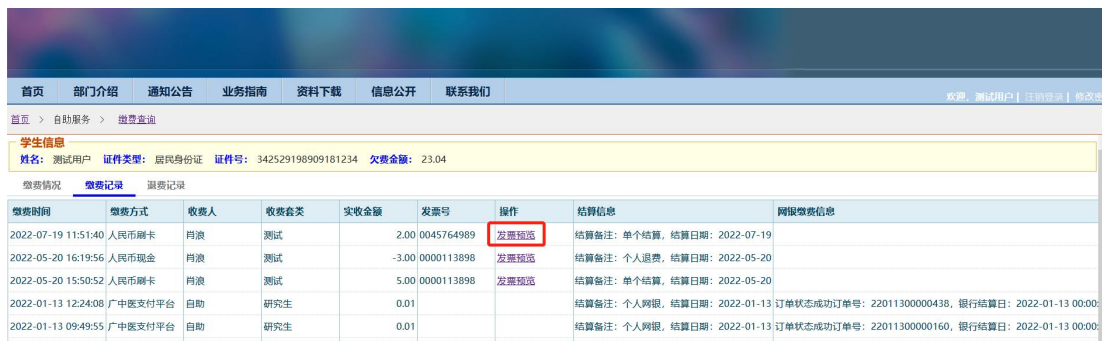 首页 部门介绍 通知公告 业务指南 资料下载 信息公开 联系我们
欢迎, 测试用户 | 注销登录 | 修改密
首页 > 自助服务 > 缴费查询
学生信息
姓名: 测试用户 证件类型: 居民身份证 证件号: 342529198909181234 欠费金额: 23.04
缴费情况 缴费记录 退费记录
缴费时间 缴费方式 收费人 收费套类 实收金额 发票号 操作 结算信息 网银缴费信息
2022-07-19 11:51:40 人民币刷卡 肖浪 测试 2.00 0045764989 发票预览 结算备注: 单个结算, 结算日期: 2022-07-19
2022-05-20 16:19:56 人民币现金 肖浪 测试 -3.00 0000113898 发票预览 结算备注: 个人退费, 结算日期: 2022-05-20
2022-05-20 15:50:52 人民币刷卡 肖浪 测试 5.00 0000113898 发票预览 结算备注: 单个结算, 结算日期: 2022-05-20
2022-01-13 12:24:08 广中医支付平台 自助 研究生 0.01 结算备注: 个人网银, 结算日期: 2022-01-13 订单状态成功订单号: 22011300000438, 银行结算日: 2022-01-13 00:00:
2022-01-13 09:49:55 广中医支付平台 自助 研究生 0.01 结算备注: 个人网银, 结算日期: 2022-01-13 订单状态成功订单号: 22011300000160, 银行结算日: 2022-01-13 00:00: